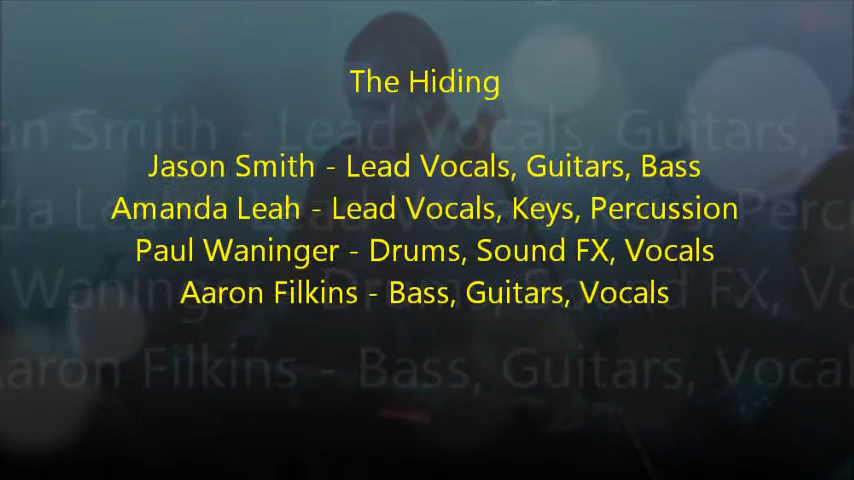 The Hiding
Jason Smith - Lead Vocals, Guitars, Bass
Amanda Leah - Lead Vocals, Keys, Percussion
Paul Waninger - Drums, Sound FX, Vocals
Aaron Filkins - Bass, Guitars, Vocals